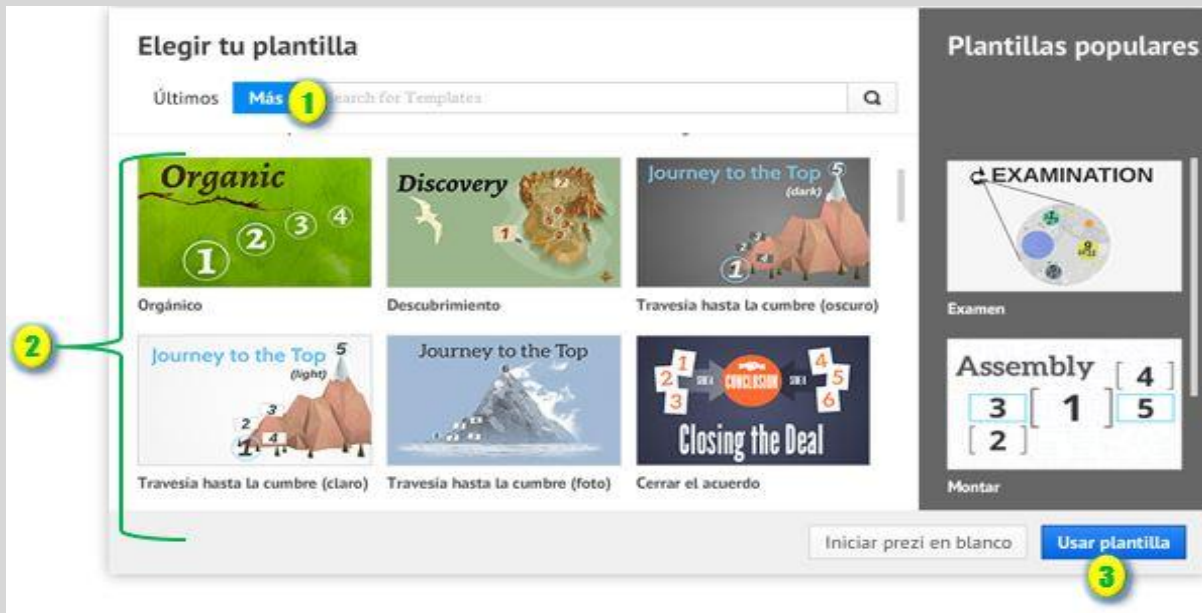 Elegir tu plantilla
Plantillas populares
Últimos Más 1 earch for Templates
Organic
1 2 3 4
Orgánico
Discovery
1
Descubrimiento
Journey to the Top 5
(dark)
1
Travesía hasta la cumbre (oscuro)
EXAMINATION
Examen
2
Journey to the Top 5
(light)
3
2
4
1
Travesía hasta la cumbre (claro)
Journey to the Top
Travesía hasta la cumbre (foto)
1 4
2 SIDE A CONCLUSION SIDE B 5
3 6
Closing the Deal
Cerrar el acuerdo
Assembly [ 4 ]
3 [ 1 ] 5
[ 2 ]
Montar
Iniciar prezi en blanco Usar plantilla
3